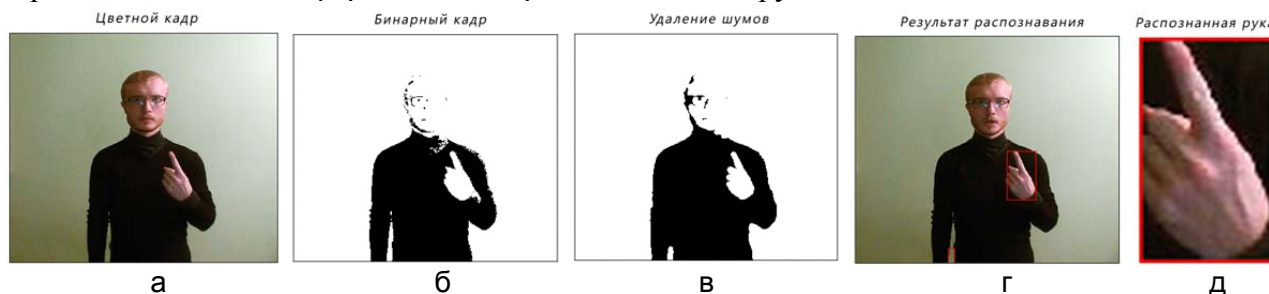 Цветной кадр
Бинарный кадр
Удаление шумов
Результат распознавания
Распознанная рука
а
б
в
г
д